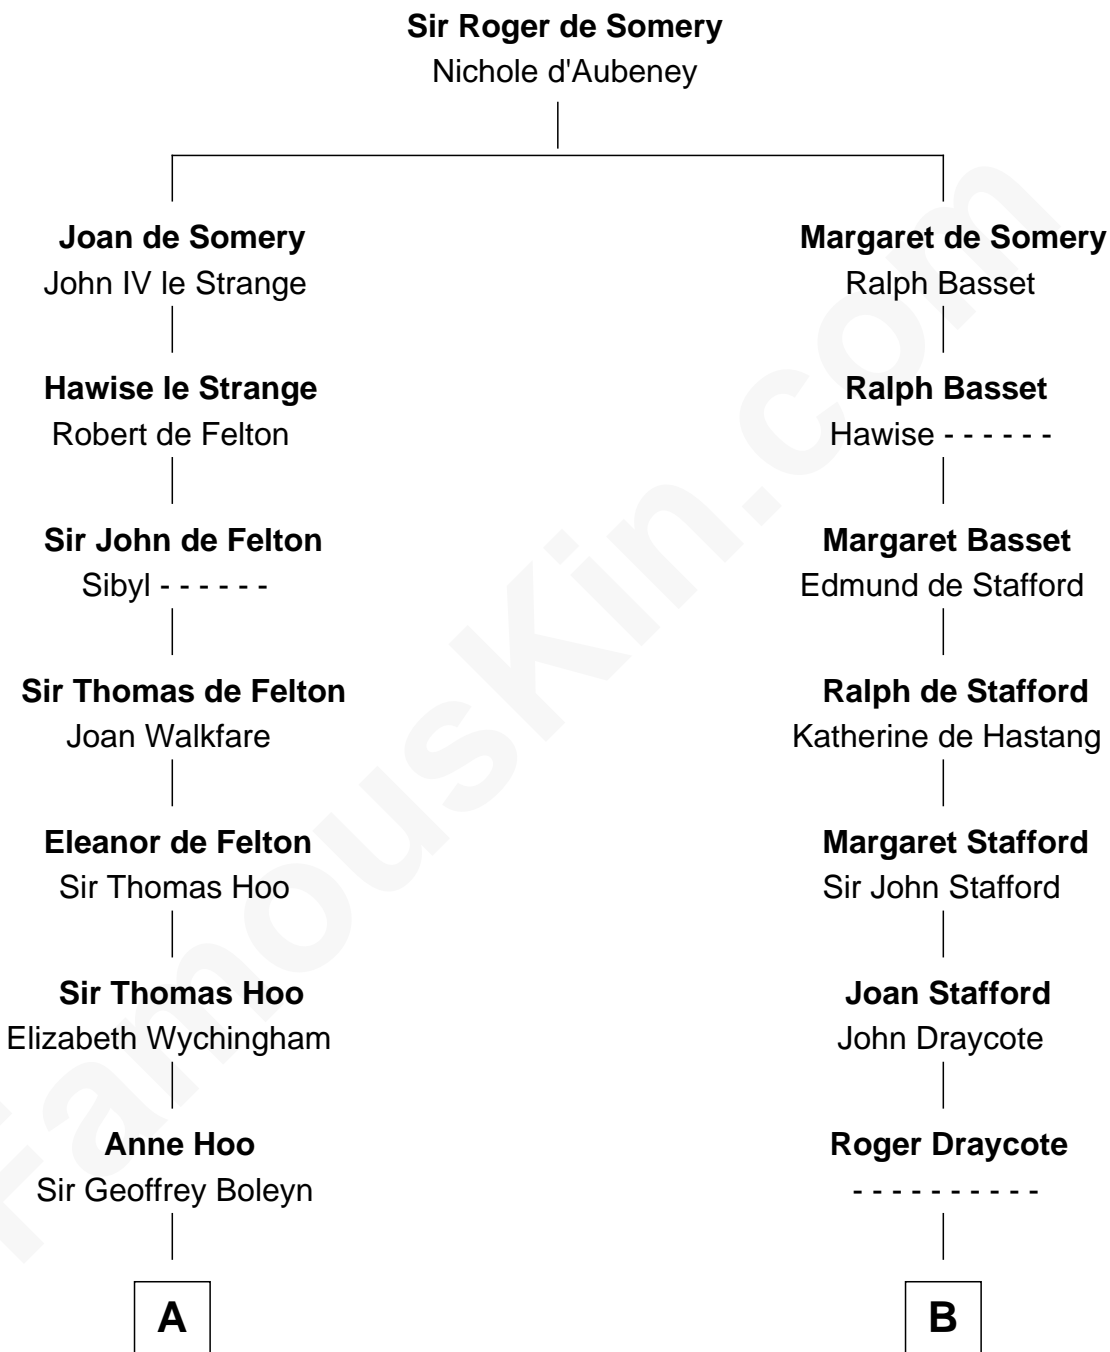 Sir Roger de Somery
Nichole d'Aubeney
Joan de Somery
John IV le Strange
Hawise le Strange
Robert de Felton
Sir John de Felton
Sibyl - - - - - -
Sir Thomas de Felton
Joan Walkfare
Eleanor de Felton
Sir Thomas Hoo
Sir Thomas Hoo
Elizabeth Wychingham
Anne Hoo
Sir Geoffrey Boleyn
A
Margaret de Somery
Ralph Basset
Ralph Basset
Hawise - - - - - -
Margaret Basset
Edmund de Stafford
Ralph de Stafford
Katherine de Hastang
Margaret Stafford
Sir John Stafford
Joan Stafford
John Draycote
Roger Draycote
- - - - - - - - - -
B
FamousKin.com